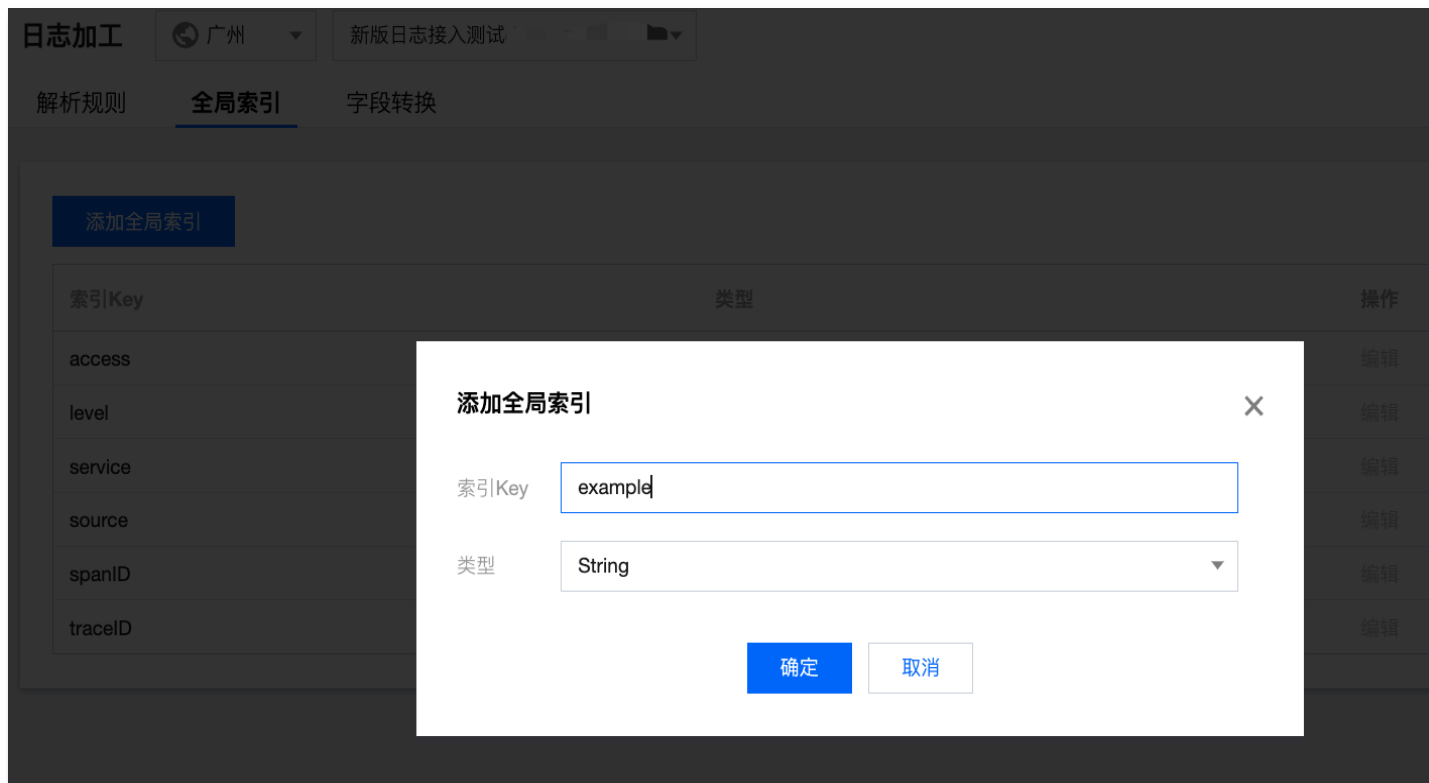 日志加工 广州 新版日志接入测试
解析规则 全局索引 字段转换
添加全局索引
索引Key 类型 操作
access 编辑
level 编辑
service 编辑
source 编辑
spanID 编辑
traceID 编辑
添加全局索引
索引Key example
类型 String
确定 取消